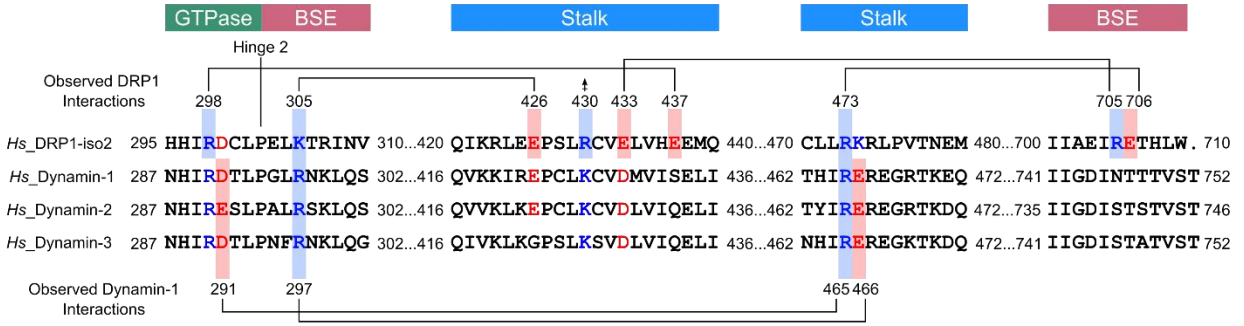 GTPase BSE Stalk Stalk BSE
Hinge 2
Observed DRP1
Interactions
298 305 426 430 433 437 473 705 706
Hs_DRP1-iso2 295 HHIRDCLPELKTRINV 310...420 QIKRLEEPSLRCVELVHEEMQ 440...470 CLLRKRLPVTNEM 480...700 IIAEIRETHLW. 710
Hs_Dynamin-1 287 NHIRDTLPGLRNKLQS 302...416 QVKKIREPCLKCVDMVISELI 436...462 THIREREGRTKEQ 472...741 IIGDINTTTVST 752
Hs_Dynamin-2 287 NHIRESLPALRSKLQS 302...416 QVVKLKEPCLKCVDLVIQELI 436...462 TYIREREGRTKDQ 472...735 IIGDISTSTVST 746
Hs_Dynamin-3 287 NHIRDTLPNFRNKLQG 302...416 QIVKLKGPSLKSVDLVIQELI 436...462 NHIREREGKTKDQ 472...741 IIGDISTATVST 752
Observed Dynamin-1
Interactions
291 297 465 466